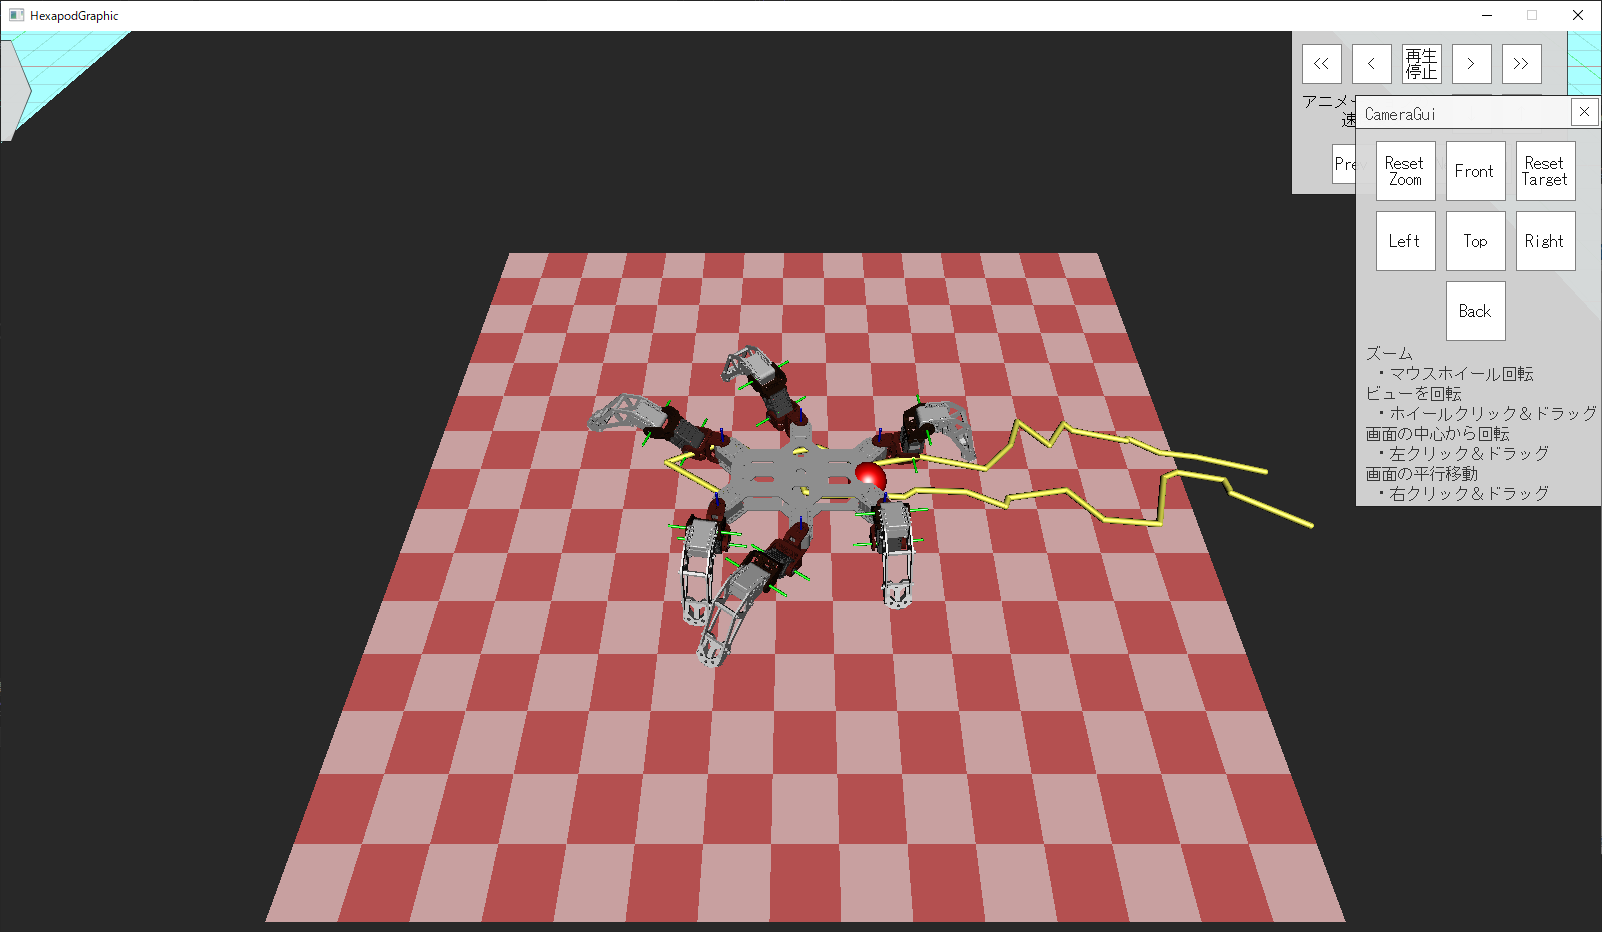 HexapodGraphic
<<
<
再生
停止
>
>>
アニメ
速
Pre
CameraGui
Reset
Zoom
Front
Reset
Target
Left
Top
Right
Back
ズーム
・マウスホイール回転
ビューを回転
・ホイールクリック＆ドラッグ
画面の中心から回転
・左クリック＆ドラッグ
画面の平行移動
・右クリック＆ドラッグ